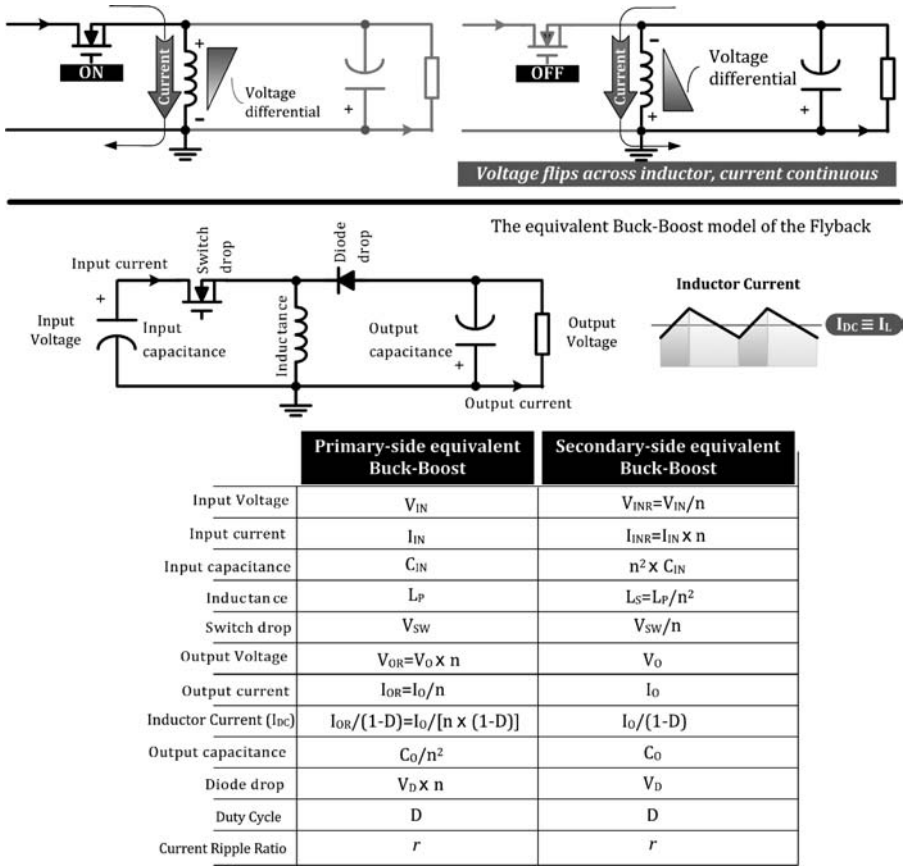 ON
Current
+
-
Voltage
differential
+
OFF
Current
-
+
Voltage
differential
+
Voltage flips across inductor, current continuous
The equivalent Buck-Boost model of the Flyback
Input current
Switch
drop
Diode
drop
+
Input
Voltage
Input
capacitance
Inductance
Output
capacitance
+
Output
Voltage
Output current
Inductor Current
I_DC ≡ I_L
Primary-side equivalent
Buck-Boost
Secondary-side equivalent
Buck-Boost
Input Voltage V_IN V_INR=V_IN/n
Input current I_IN I_INR=I_IN x n
Input capacitance C_IN n² x C_IN
Inductance L_P L_S=L_P/n²
Switch drop V_SW V_SW/n
Output Voltage V_OR=V_O x n V_O
Output current I_OR=I_O/n I_O
Inductor Current (I_DC) I_OR/(1-D)=I_O/[n x (1-D)] I_O/(1-D)
Output capacitance C_O/n² C_O
Diode drop V_D x n V_D
Duty Cycle D D
Current Ripple Ratio r r